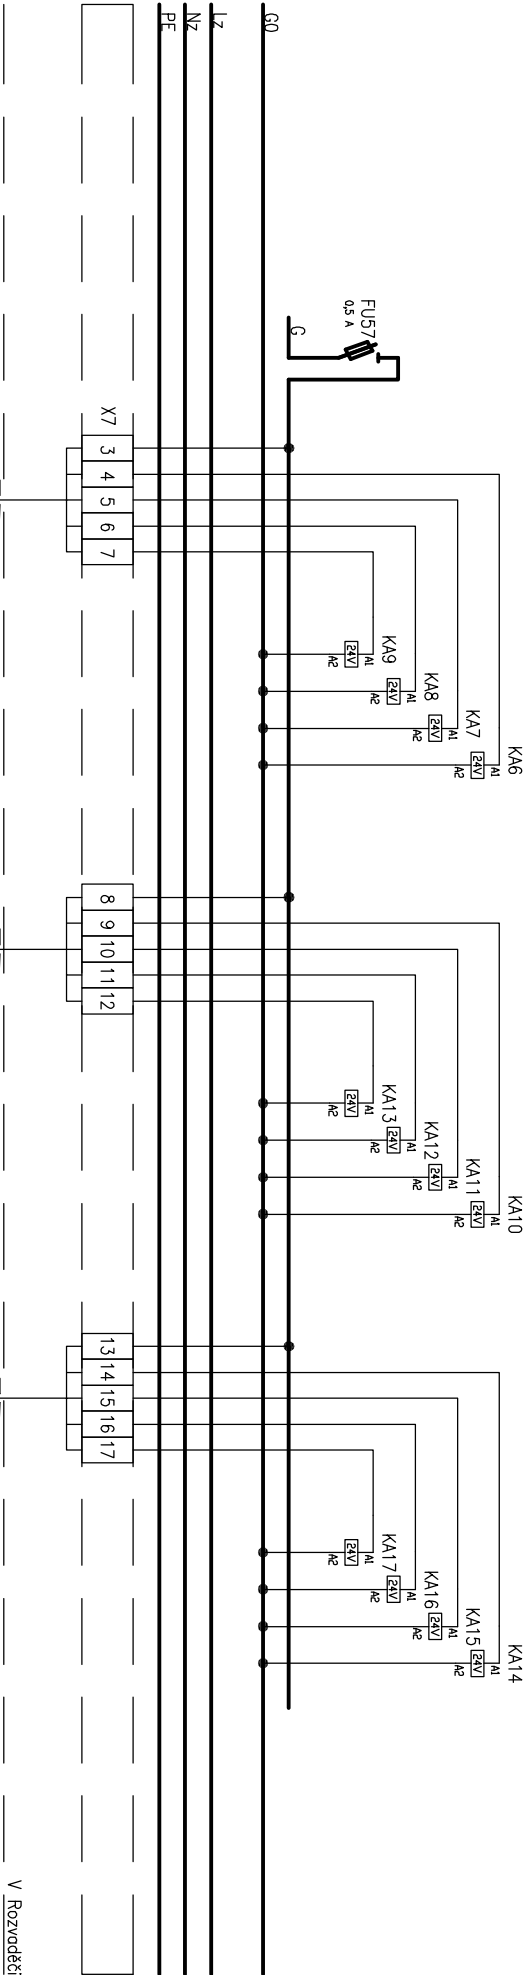 G0
Lz
Nz
PE
FU57
0,5 A
G
KA6
A1
24V
A2
KA7
A1
24V
A2
KA8
A1
24V
A2
KA9
A1
24V
A2
KA10
A1
24V
A2
KA11
A1
24V
A2
KA12
A1
24V
A2
KA13
A1
24V
A2
KA14
A1
24V
A2
KA15
A1
24V
A2
KA16
A1
24V
A2
KA17
A1
24V
A2
X7
3 4 5 6 7
8 9 10 11 12
13 14 15 16 17
V Rozvaděči